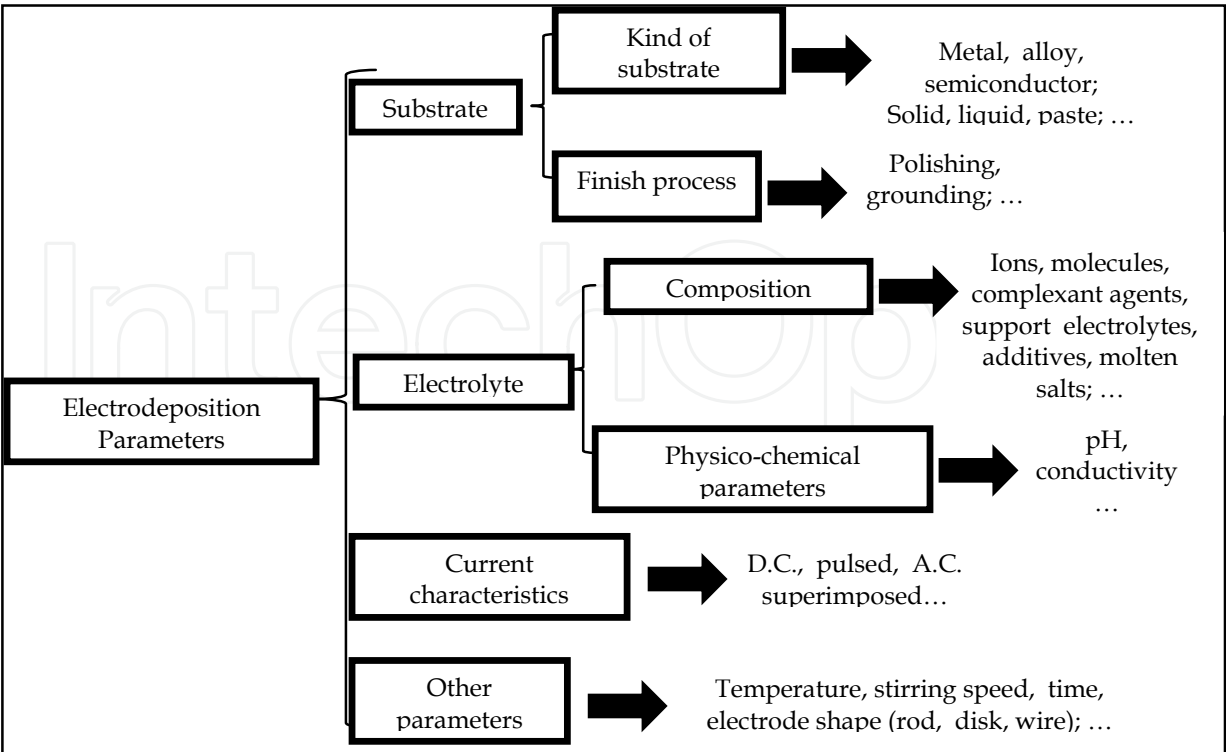 Kind of
substrate
Metal, alloy,
semiconductor;
Solid, liquid, paste; …
Substrate
Finish process
Polishing,
grounding; …
Electrodeposition
Parameters
Composition
Ions, molecules,
complexant agents,
support electrolytes,
additives, molten
salts; …
Electrolyte
Physico-chemical
parameters
pH,
conductivity
…
Current
characteristics
D.C., pulsed, A.C.
superimposed…
Other
parameters
Temperature, stirring speed, time,
electrode shape (rod, disk, wire); …
IntechOp